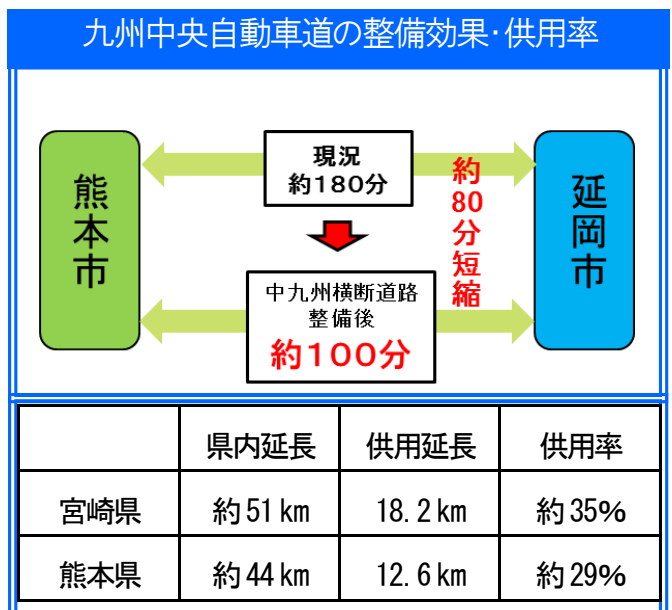 九州中央自動車道の整備効果・供用率
熊本市
現況
約180分
約80分短縮
延岡市
中九州横断道路
整備後
約100分
県内延長 供用延長 供用率
宮崎県 約51km 18.2km 約35%
熊本県 約44km 12.6km 約29%